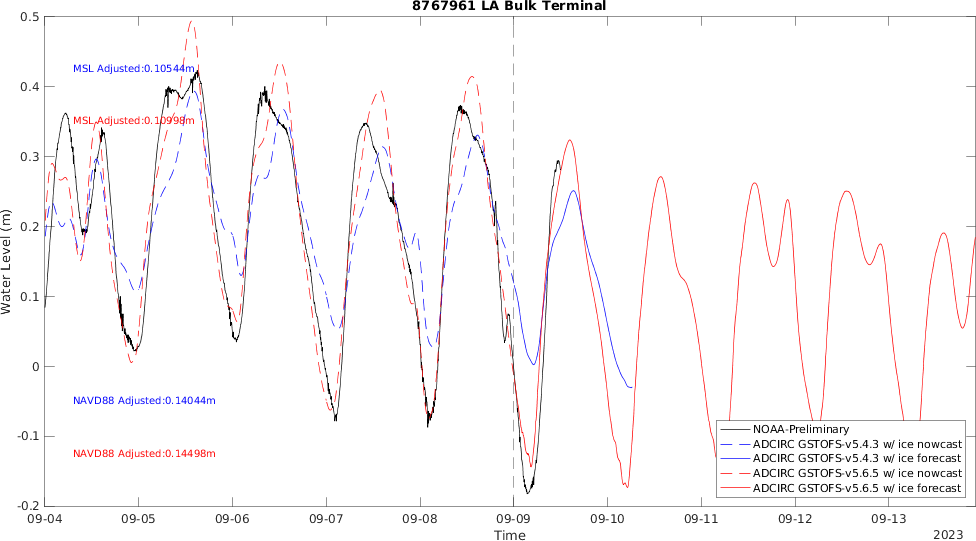 8767961 LA Bulk Terminal
0.5
0.4
0.3
0.2
0.1
0
-0.1
-0.2
Water Level (m)
MSL Adjusted:0.10544m
MSL Adjusted:0.10998m
NAVD88 Adjusted:0.14044m
NAVD88 Adjusted:0.14498m
NOAA-Preliminary
ADCIRC GSTOFS-v5.4.3 w/ ice nowcast
ADCIRC GSTOFS-v5.4.3 w/ ice forecast
ADCIRC GSTOFS-v5.6.5 w/ ice nowcast
ADCIRC GSTOFS-v5.6.5 w/ ice forecast
09-04 09-05 09-06 09-07 09-08 09-09 09-10 09-11 09-12 09-13
Time
2023